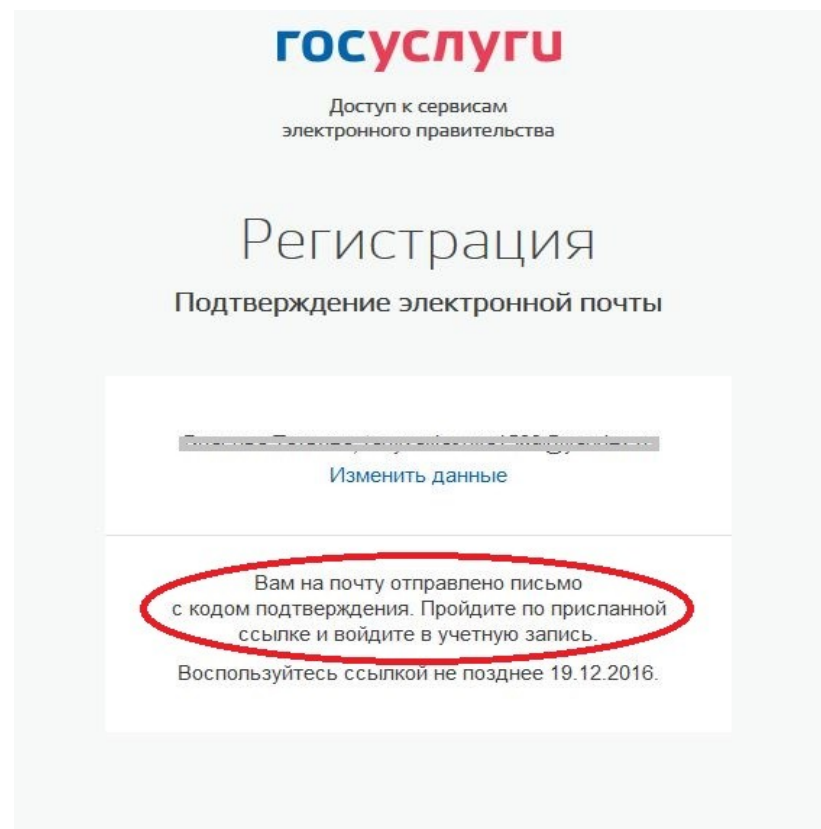 госуслуги
Доступ к сервисам
электронного правительства
Регистрация
Подтверждение электронной почты
Изменить данные
Вам на почту отправлено письмо
с кодом подтверждения. Пройдите по присланной
ссылке и войдите в учетную запись.
Воспользуйтесь ссылкой не позднее 19.12.2016.